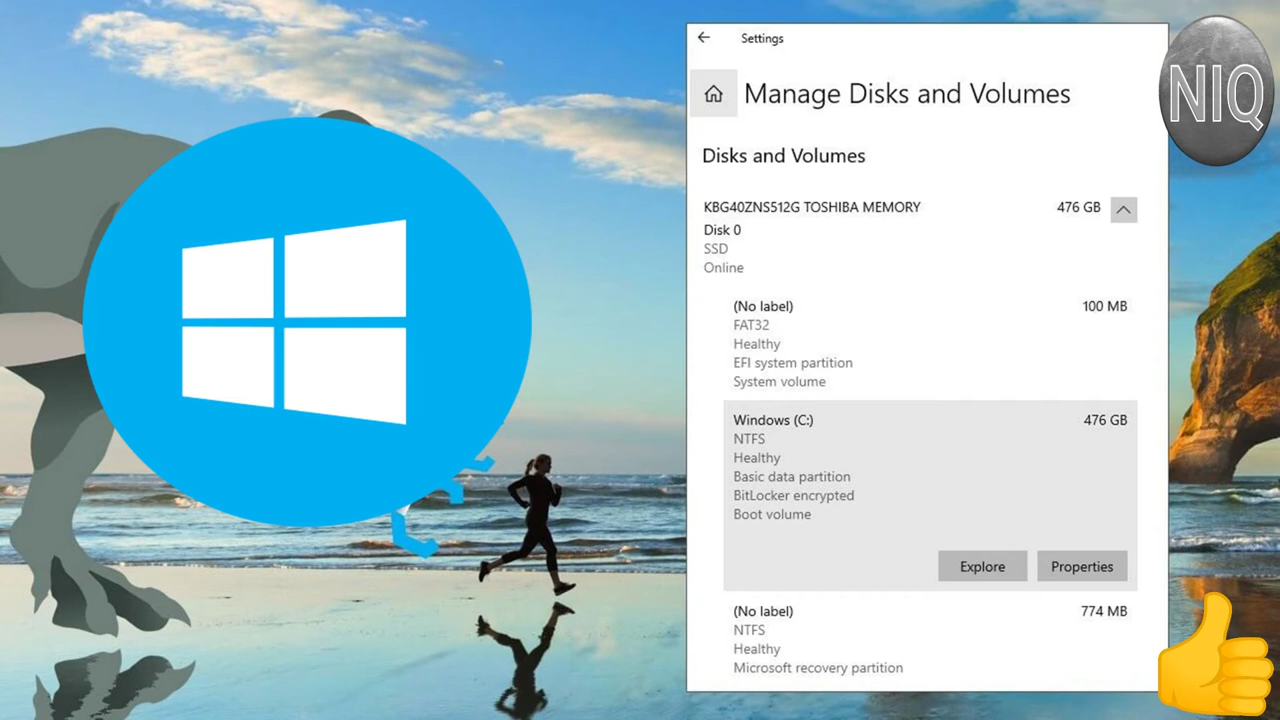 Settings
Manage Disks and Volumes
NIQ
Disks and Volumes
KBG40ZNS512G TOSHIBA MEMORY 476 GB
Disk 0
SSD
Online
(No label) 100 MB
FAT32
Healthy
EFI system partition
System volume
Windows (C:) 476 GB
NTFS
Healthy
Basic data partition
BitLocker encrypted
Boot volume
Explore Properties
(No label) 774 MB
NTFS
Healthy
Microsoft recovery partition